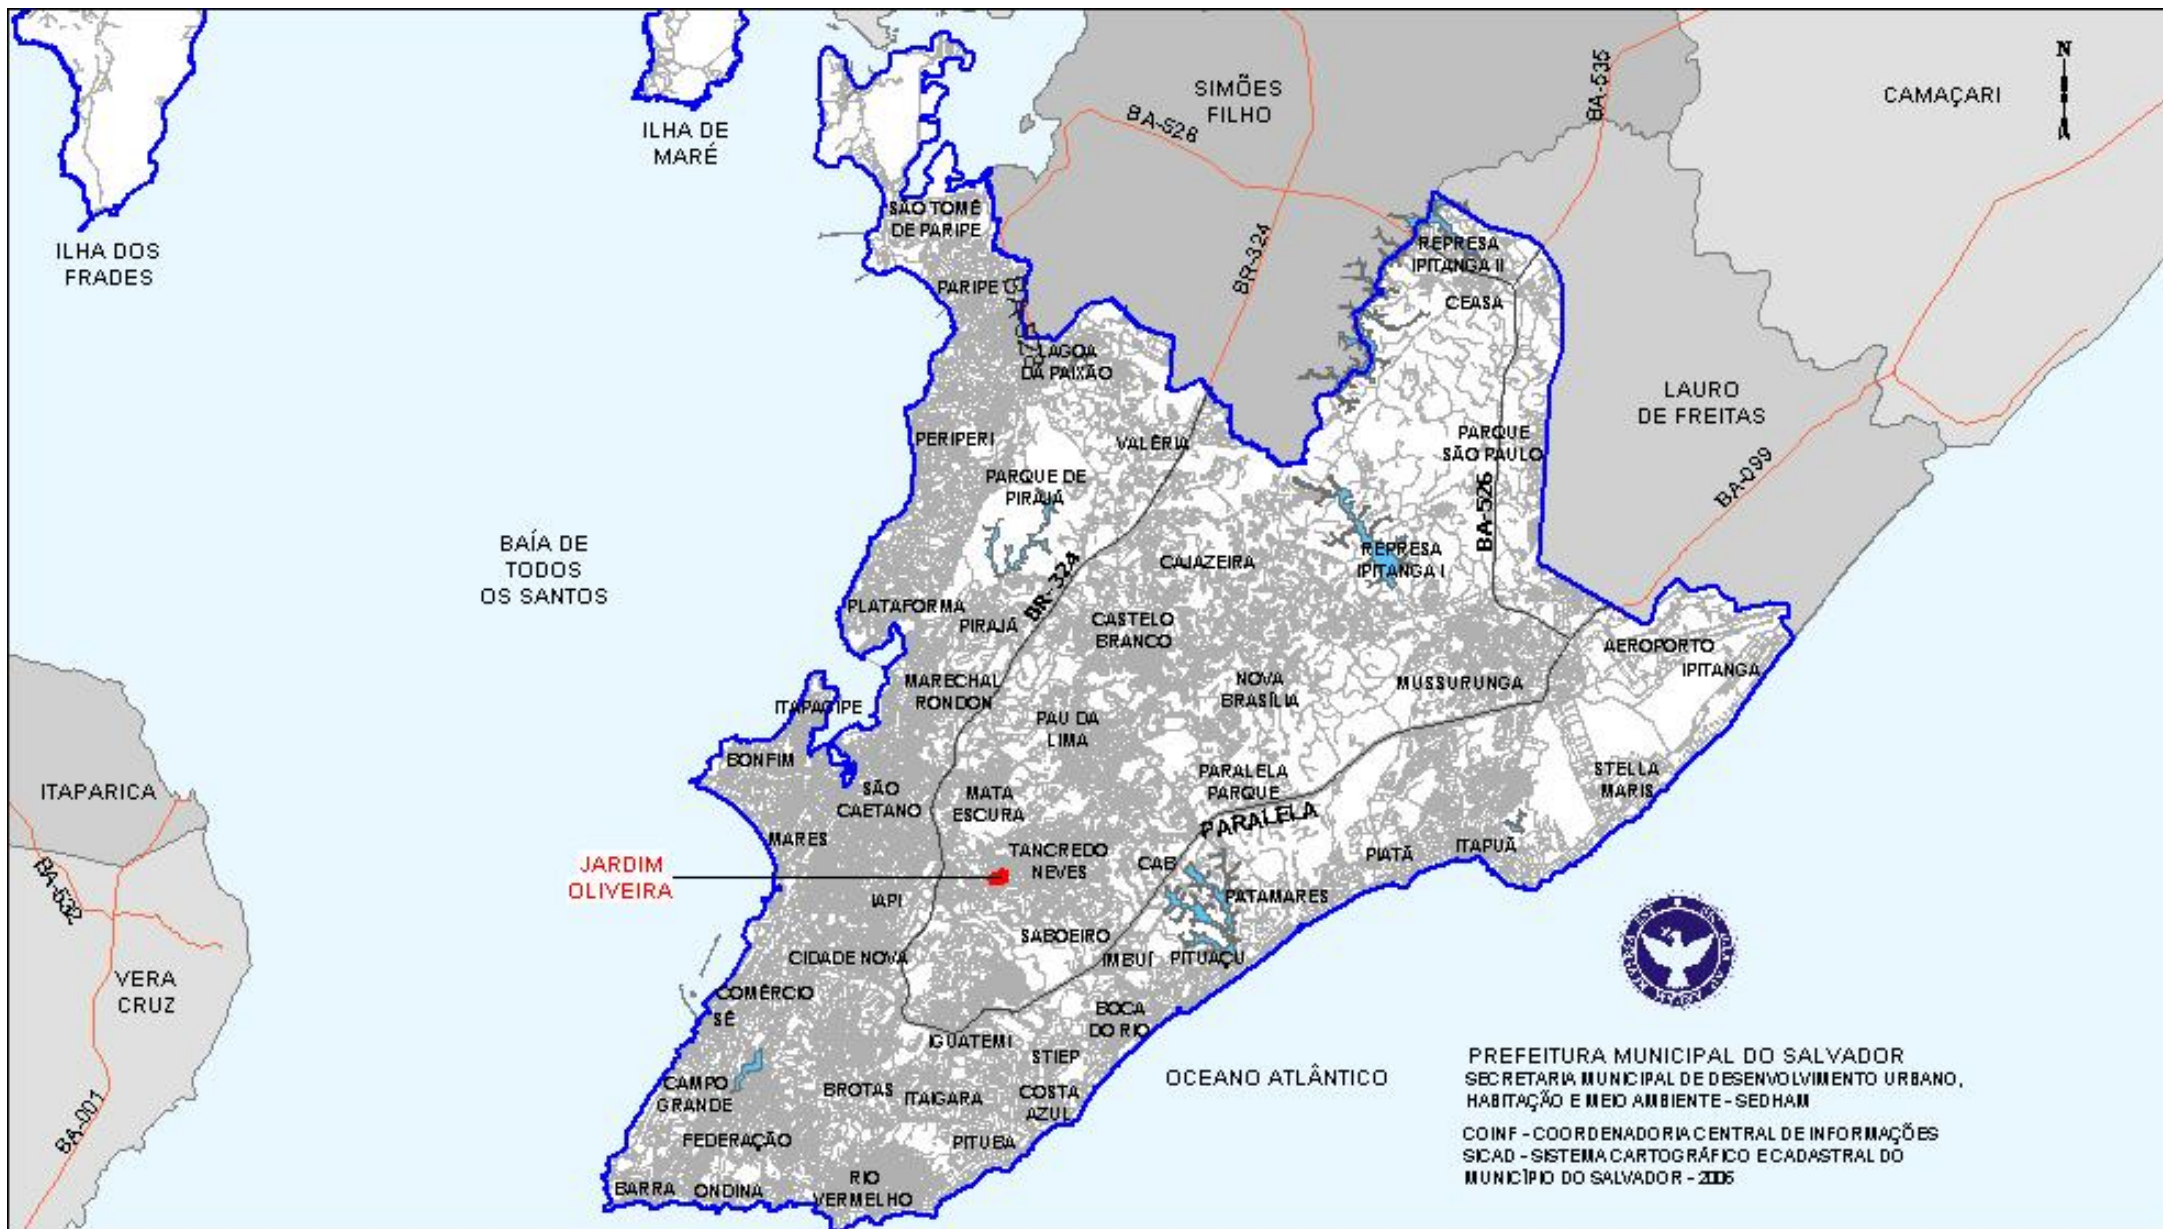 N
CAMAÇARI
SIMÕES
FILHO
BA-535
BA-526
ILHA DE
MARÉ
ILHA DOS
FRADES
SÃO TOMÉ
DE PARIPE
BR-324
REPRESA
IPITANGA II
PARIPE
CEASA
LAGOA
DA PAIXÃO
LAURO
DE FREITAS
PERIPERI
VALÉRIA
PARQUE
SÃO PAULO
BA-099
PARQUE DE
PIRAJÁ
BA-526
BAÍA DE
TODOS
OS SANTOS
CAJAZEIRA
REPRESA
IPITANGA I
BR-324
PLATAFORMA
PIRAJÁ
CASTELO
BRANCO
AEROPORTO
IPITANGA
MARECHAL
RONDON
NOVA
BRASÍLIA
MUSSURUNGA
ITAPAGIPE
PAU DA
LIMA
BONFIM
PARALELA
PARQUE
STELLA
MARIS
ITAPARICA
SÃO
CAETANO
MATA
ESCURA
PARALELA
MARES
TANCREDO
NEVES
CAB
PIATÃ
ITAPUÃ
JARDIM
OLIVEIRA
BA-532
IAPI
PATAMARES
SABOEIRO
CIDADE NOVA
IMBUÍ
PITUAÇU
VERA
CRUZ
COMÉRCIO
SÉ
BOCA
DO RIO
IGUATEMI
STIEP
OCEANO ATLÂNTICO
CAMPO
GRANDE
BROTAS
ITAIGARA
COSTA
AZUL
BA-001
FEDERAÇÃO
PITUBA
BARRA
ONDINA
RIO
VERMELHO
PREFEITURA MUNICIPAL DO SALVADOR
SECRETARIA MUNICIPAL DE DESENVOLVIMENTO URBANO,
HABITAÇÃO E MEIO AMBIENTE - SEDHAM
COINF - COORDENADORIA CENTRAL DE INFORMAÇÕES
SICAD - SISTEMA CARTOGRÁFICO E CADASTRAL DO
MUNICÍPIO DO SALVADOR - 2006